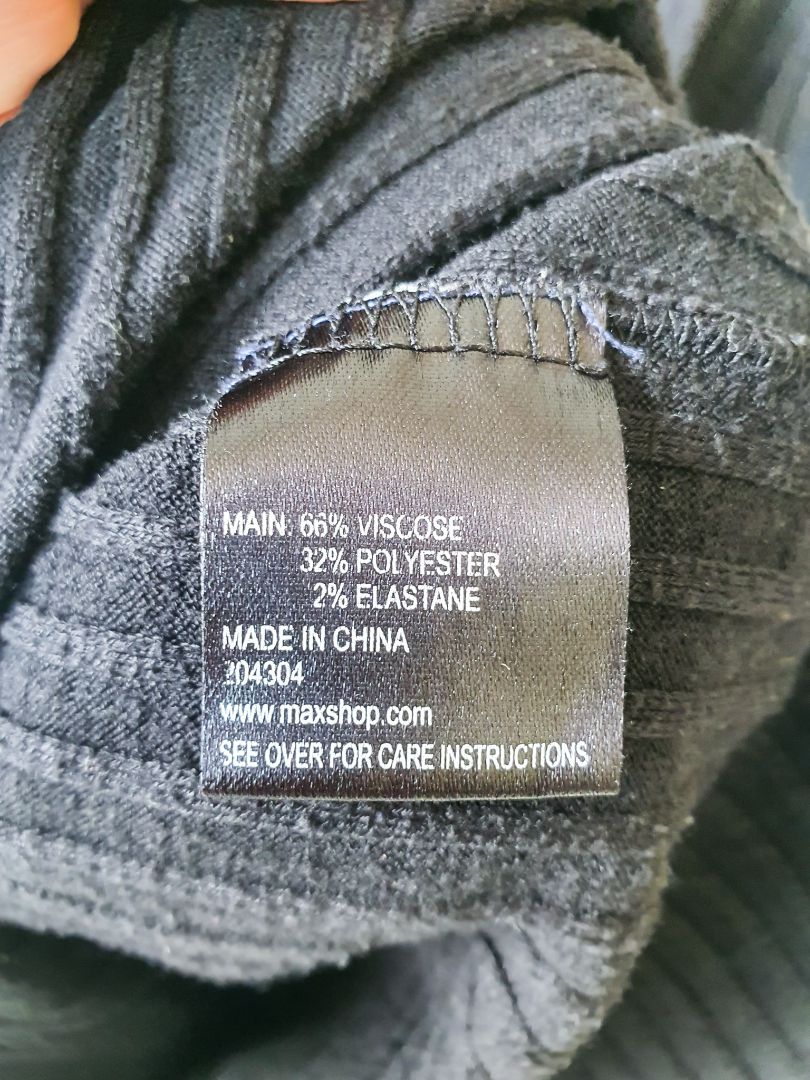 MAIN: 66% VISCOSE
32% POLYESTER
2% ELASTANE
MADE IN CHINA
204304
www.maxshop.com
SEE OVER FOR CARE INSTRUCTIONS